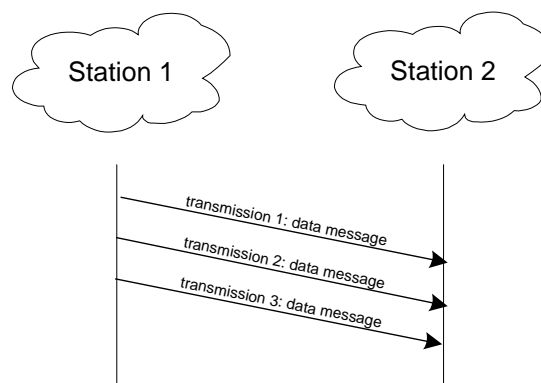 Station 1
Station 2
transmission 1: data message
transmission 2: data message
transmission 3: data message